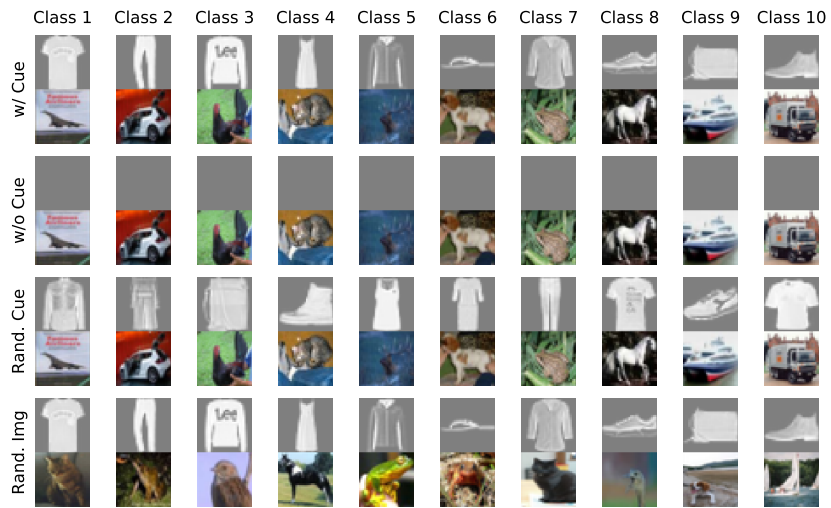 Class 1 Class 2 Class 3 Class 4 Class 5 Class 6 Class 7 Class 8 Class 9 Class 10
w/ Cue
Lee
w/o Cue
Rand. Cue
Rand. Img
Lee